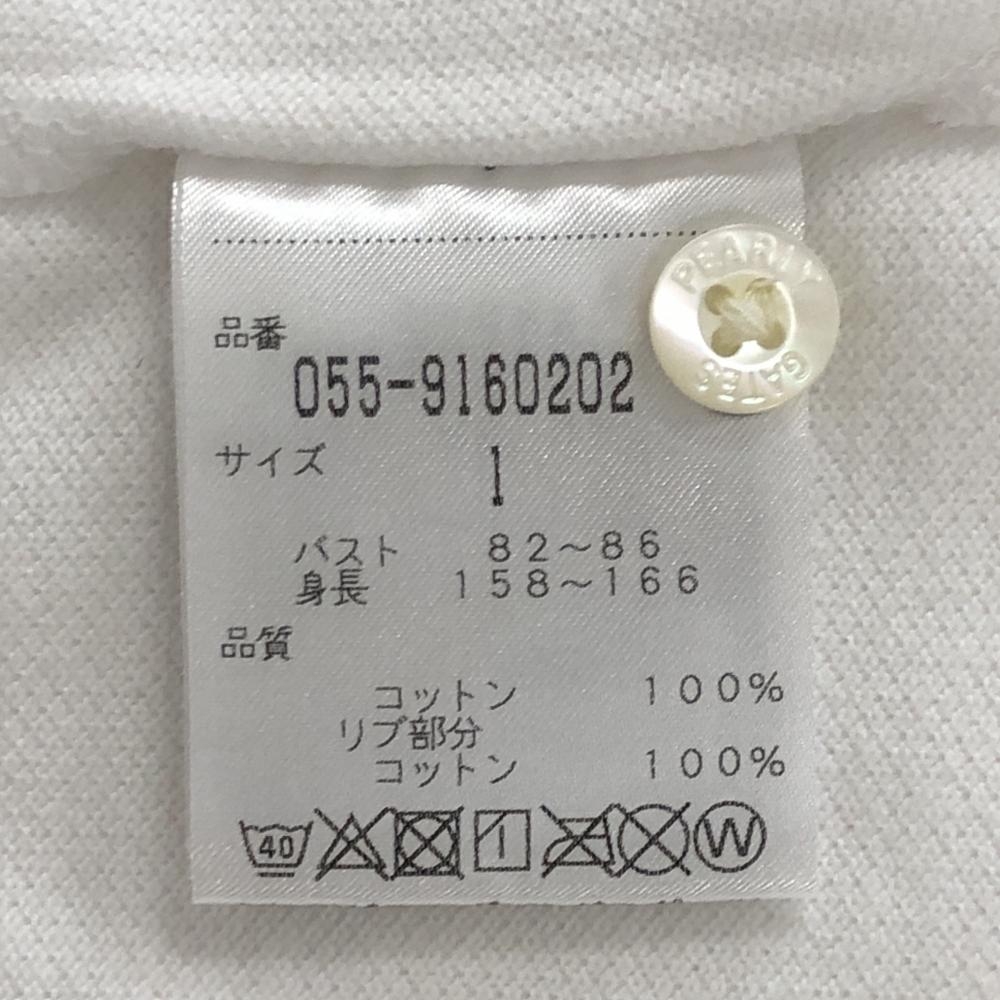 品番
055-9160202
サイズ 1
バスト 82〜86
身長 158〜166
品質
コットン 100%
リブ部分
コットン 100%
40 W
PEARLY
GATES